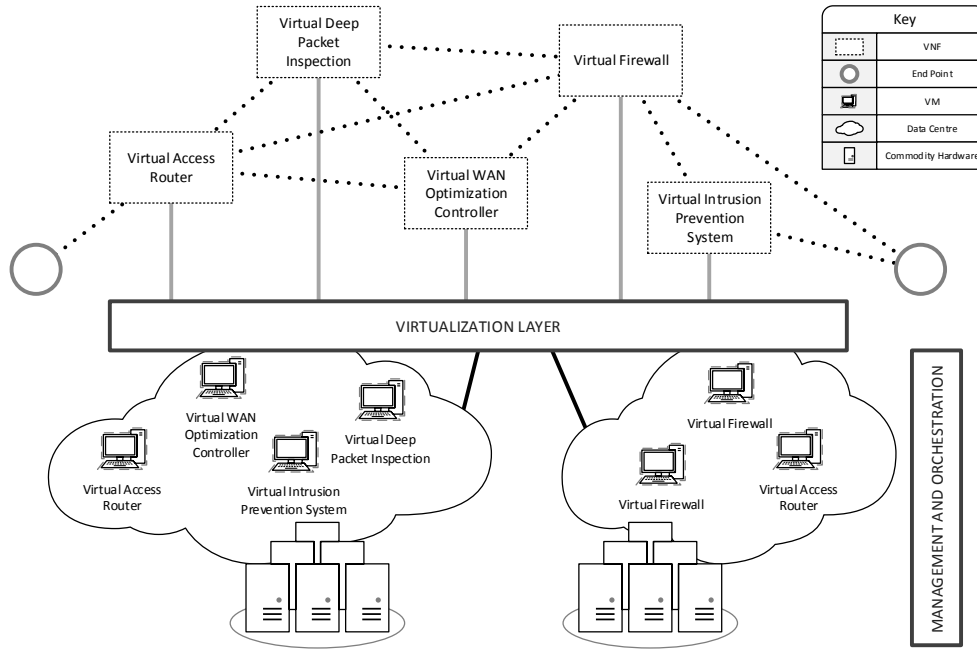 Virtual Deep
Packet
Inspection
Virtual Firewall
Virtual Access
Router
Virtual WAN
Optimization
Controller
Virtual Intrusion
Prevention
System
Key
VNF
End Point
VM
Data Centre
Commodity Hardware
VIRTUALIZATION LAYER
Virtual WAN
Optimization
Controller
Virtual Deep
Packet Inspection
Virtual Access
Router
Virtual Intrusion
Prevention System
Virtual Firewall
Virtual Firewall
Virtual Access
Router
MANAGEMENT AND ORCHESTRATION